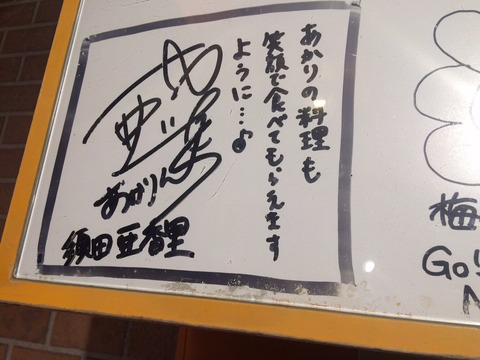 あかりの料理も
笑顔で食べてもらえます
ように…♪
あかりん
須田亜香里
梅
Go
N